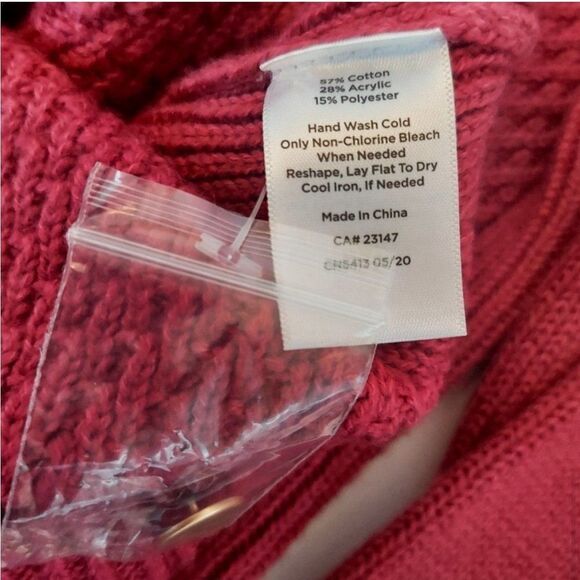 57% Cotton
28% Acrylic
15% Polyester
Hand Wash Cold
Only Non-Chlorine Bleach
When Needed
Reshape, Lay Flat To Dry
Cool Iron, If Needed
Made In China
CA# 23147
CN5413 05/20